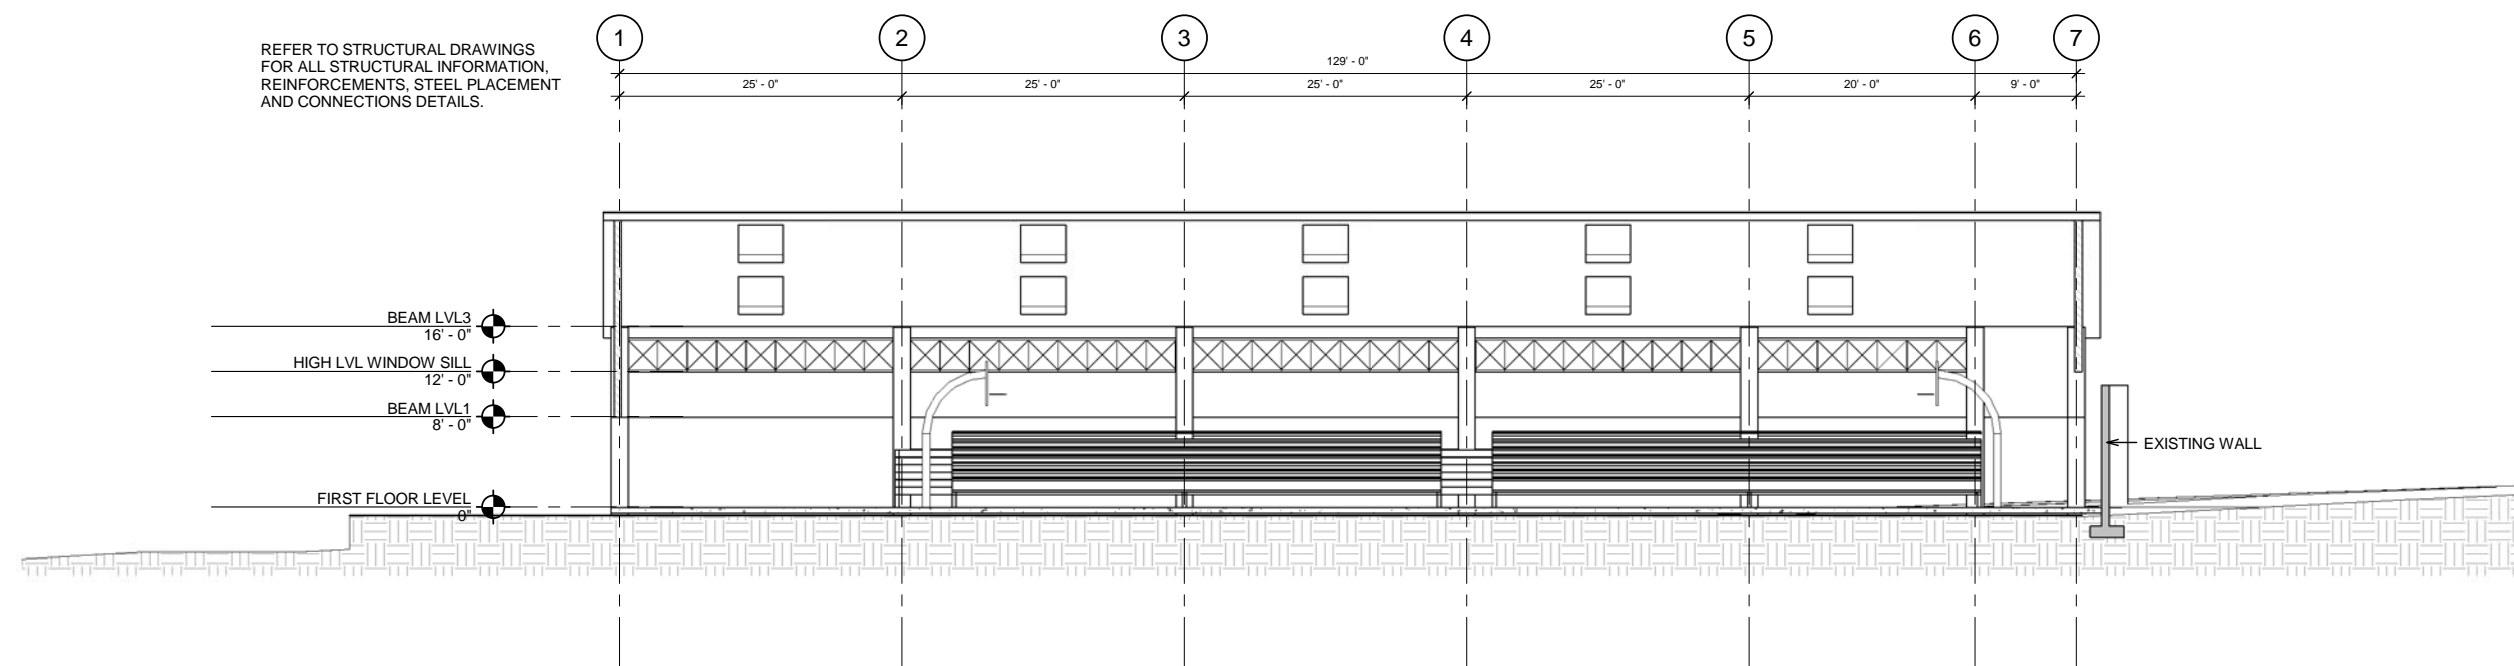 1 2 3 4 5 6 7
REFER TO STRUCTURAL DRAWINGS
FOR ALL STRUCTURAL INFORMATION,
REINFORCEMENTS, STEEL PLACEMENT
AND CONNECTIONS DETAILS.
129' - 0"
25' - 0" 25' - 0" 25' - 0" 25' - 0" 20' - 0" 9' - 0"
BEAM LVL3
16' - 0"
HIGH LVL WINDOW SILL
12' - 0"
BEAM LVL1
8' - 0"
EXISTING WALL
FIRST FLOOR LEVEL
0"